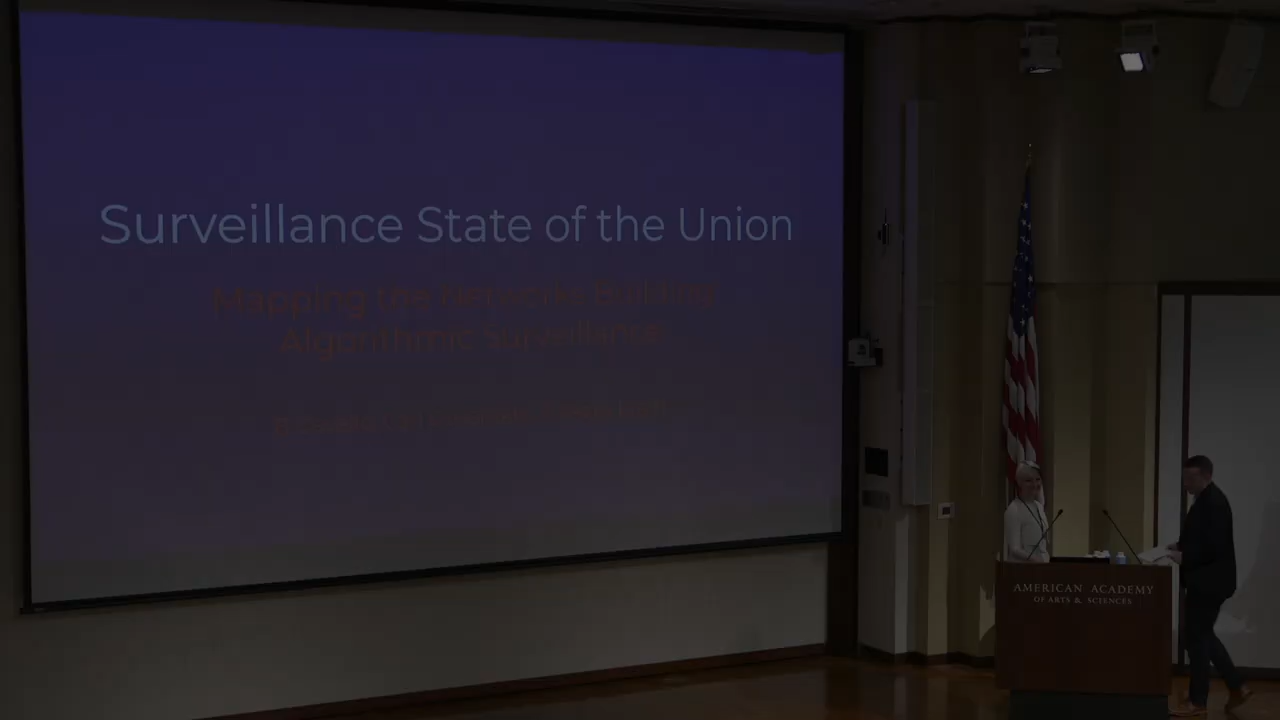 Surveillance State of the Union
Mapping the Networks Building
Algorithmic Surveillance
AMERICAN ACADEMY
OF ARTS & SCIENCES